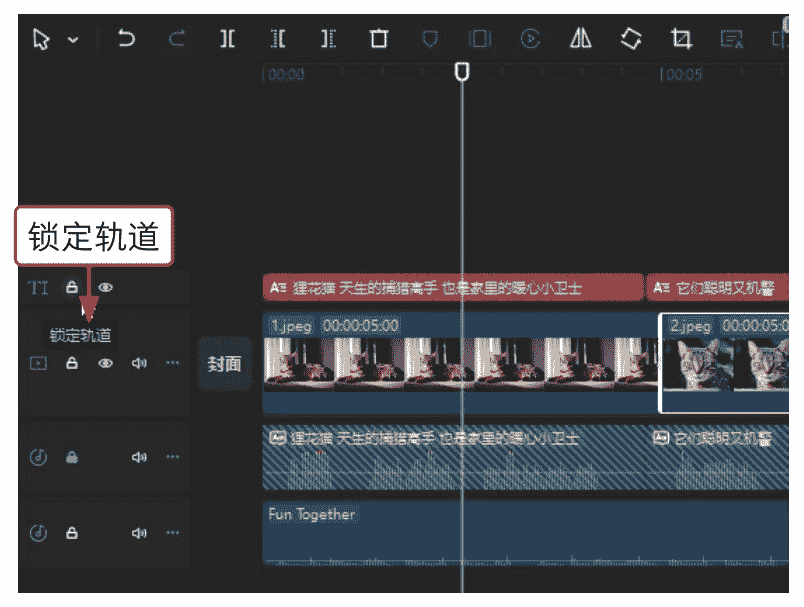 00:00
00:05
锁定轨道
TI
A 狸花猫 天生的捕猎高手 也是家里的暖心小卫士
A 它们聪明又机警
锁定轨道
1.jpeg 00:00:05:00
2.jpeg 00:00:05:0
封面
狸花猫 天生的捕猎高手 也是家里的暖心小卫士
它们聪明又机警
Fun Together